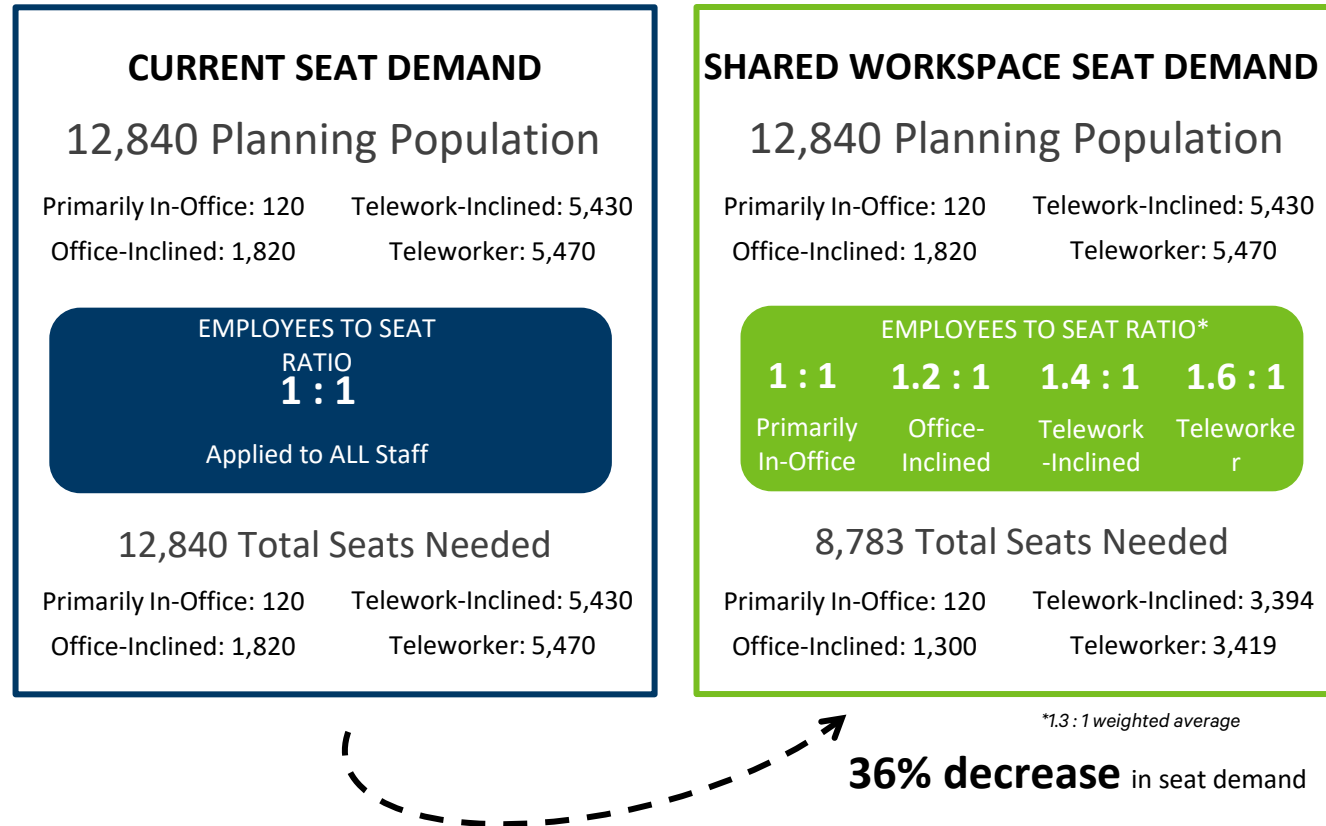 CURRENT SEAT DEMAND
12,840 Planning Population
Primarily In-Office: 120 Telework-Inclined: 5,430
Office-Inclined: 1,820 Teleworker: 5,470
EMPLOYEES TO SEAT
RATIO
1 : 1
Applied to ALL Staff
12,840 Total Seats Needed
Primarily In-Office: 120 Telework-Inclined: 5,430
Office-Inclined: 1,820 Teleworker: 5,470
SHARED WORKSPACE SEAT DEMAND
12,840 Planning Population
Primarily In-Office: 120 Telework-Inclined: 5,430
Office-Inclined: 1,820 Teleworker: 5,470
EMPLOYEES TO SEAT RATIO*
1 : 1 1.2 : 1 1.4 : 1 1.6 : 1
Primarily Office- Telework Teleworke
In-Office Inclined -Inclined r
8,783 Total Seats Needed
Primarily In-Office: 120 Telework-Inclined: 3,394
Office-Inclined: 1,300 Teleworker: 3,419
*1.3 : 1 weighted average
36% decrease in seat demand